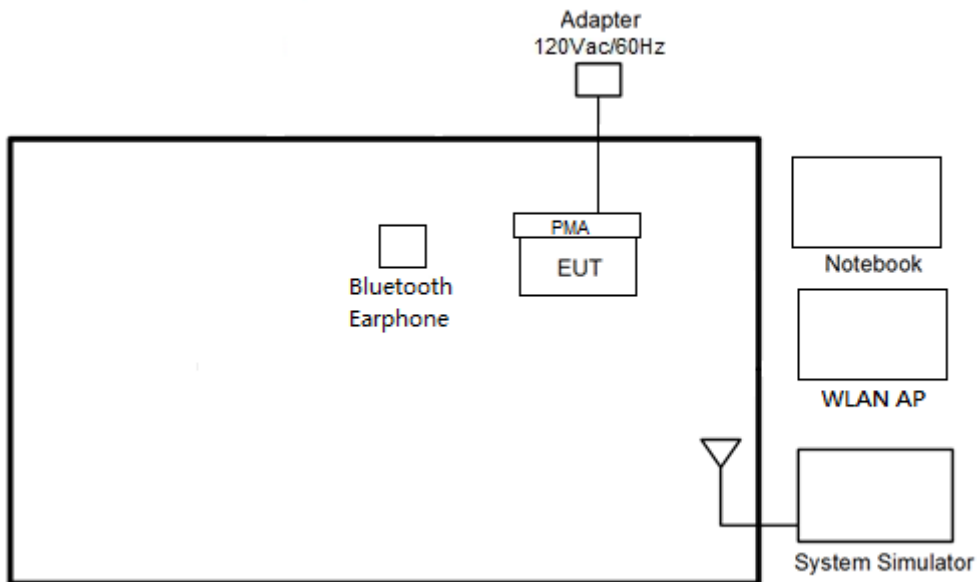 Adapter
120Vac/60Hz
PMA
EUT
Bluetooth
Earphone
Notebook
WLAN AP
System Simulator